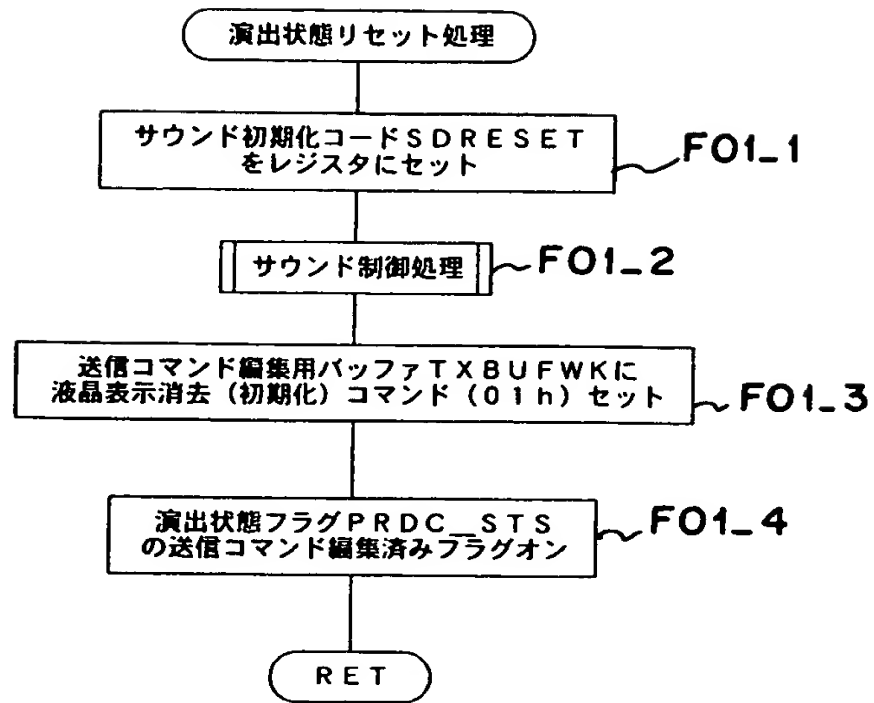 演出状態リセット処理
サウンド初期化コードSDRESET
をレジスタにセット
F01_1
サウンド制御処理
F01_2
送信コマンド編集用バッファTXBUFWKに
液晶表示消去(初期化)コマンド(01h)セット
F01_3
演出状態フラグPRDC_STS
の送信コマンド編集済みフラグオン
F01_4
RET